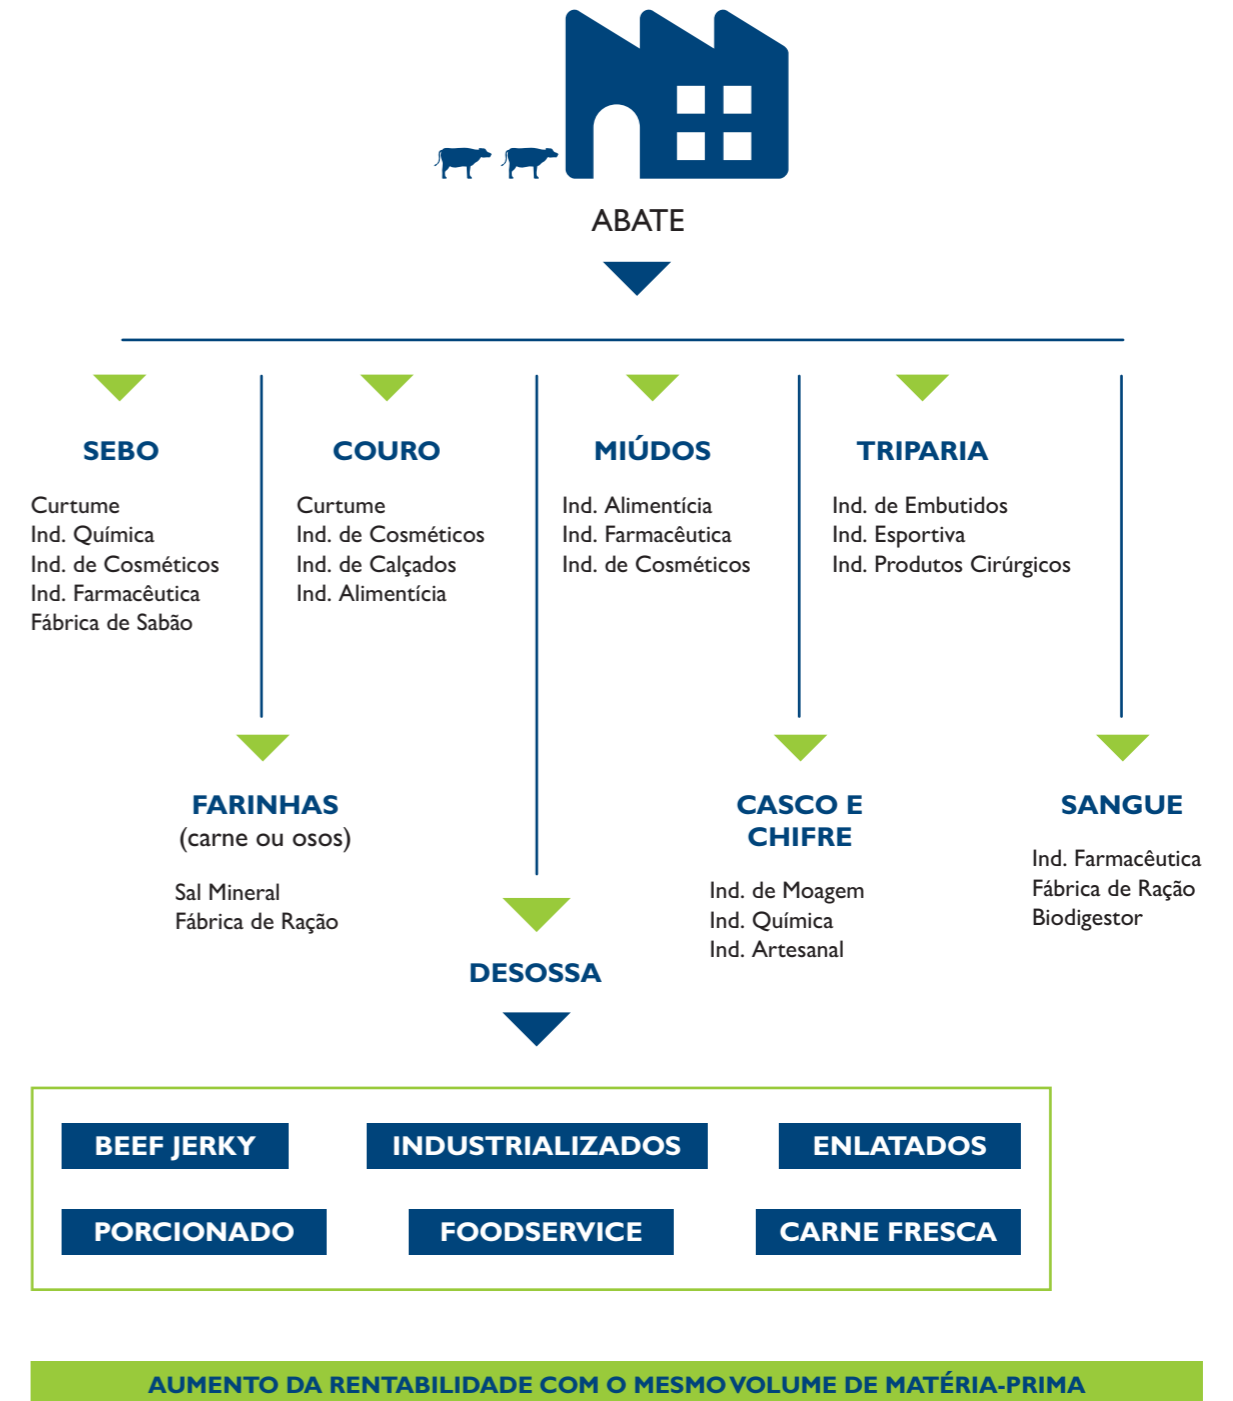 ABATE
SEBO
Curtume
Ind. Química
Ind. de Cosméticos
Ind. Farmacêutica
Fábrica de Sabão
COURO
Curtume
Ind. de Cosméticos
Ind. de Calçados
Ind. Alimentícia
MIÚDOS
Ind. Alimentícia
Ind. Farmacêutica
Ind. de Cosméticos
TRIPARIA
Ind. de Embutidos
Ind. Esportiva
Ind. Produtos Cirúrgicos
FARINHAS
(carne ou osos)
Sal Mineral
Fábrica de Ração
DESOSSA
CASCO E
CHIFRE
Ind. de Moagem
Ind. Química
Ind. Artesanal
SANGUE
Ind. Farmacêutica
Fábrica de Ração
Biodigestor
BEEF JERKY
INDUSTRIALIZADOS
ENLATADOS
PORCIONADO
FOODSERVICE
CARNE FRESCA
AUMENTO DA RENTABILIDADE COM O MESMO VOLUME DE MATÉRIA-PRIMA